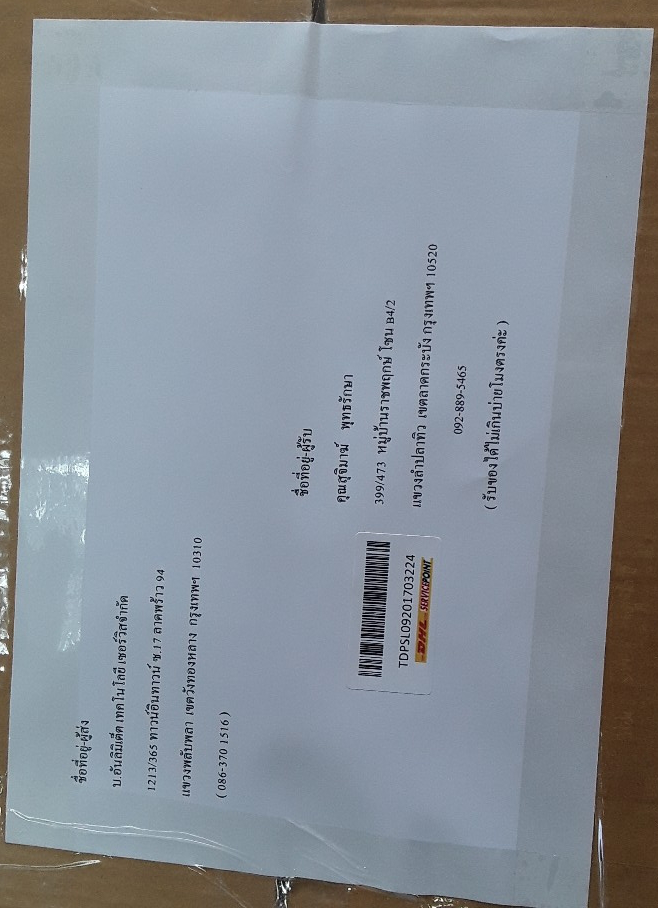 ชื่อที่อยู่-ผู้ส่ง
บ.อันลิมิเต็ด เทคโนโลยี เซอร์วิสจำกัด
1213/365 ทาวน์อินทาวน์ ซ.17 ลาดพร้าว 94
แขวงพลับพลา เขตวังทองหลาง กรุงเทพฯ 10310
( 086-370 1516 )
ชื่อที่อยู่-ผู้รับ
คุณสุจิมาฆ์ พุทธรักษา
399/473 หมู่บ้านราชพฤกษ์ โซน B4/2
แขวงลำปลาทิว เขตลาดกระบัง กรุงเทพฯ 10520
092-889-5465
( รับของได้ไม่เกินบ่ายโมงตรงค่ะ )
TDPSL09201703224
DHL SERVICEPOINT